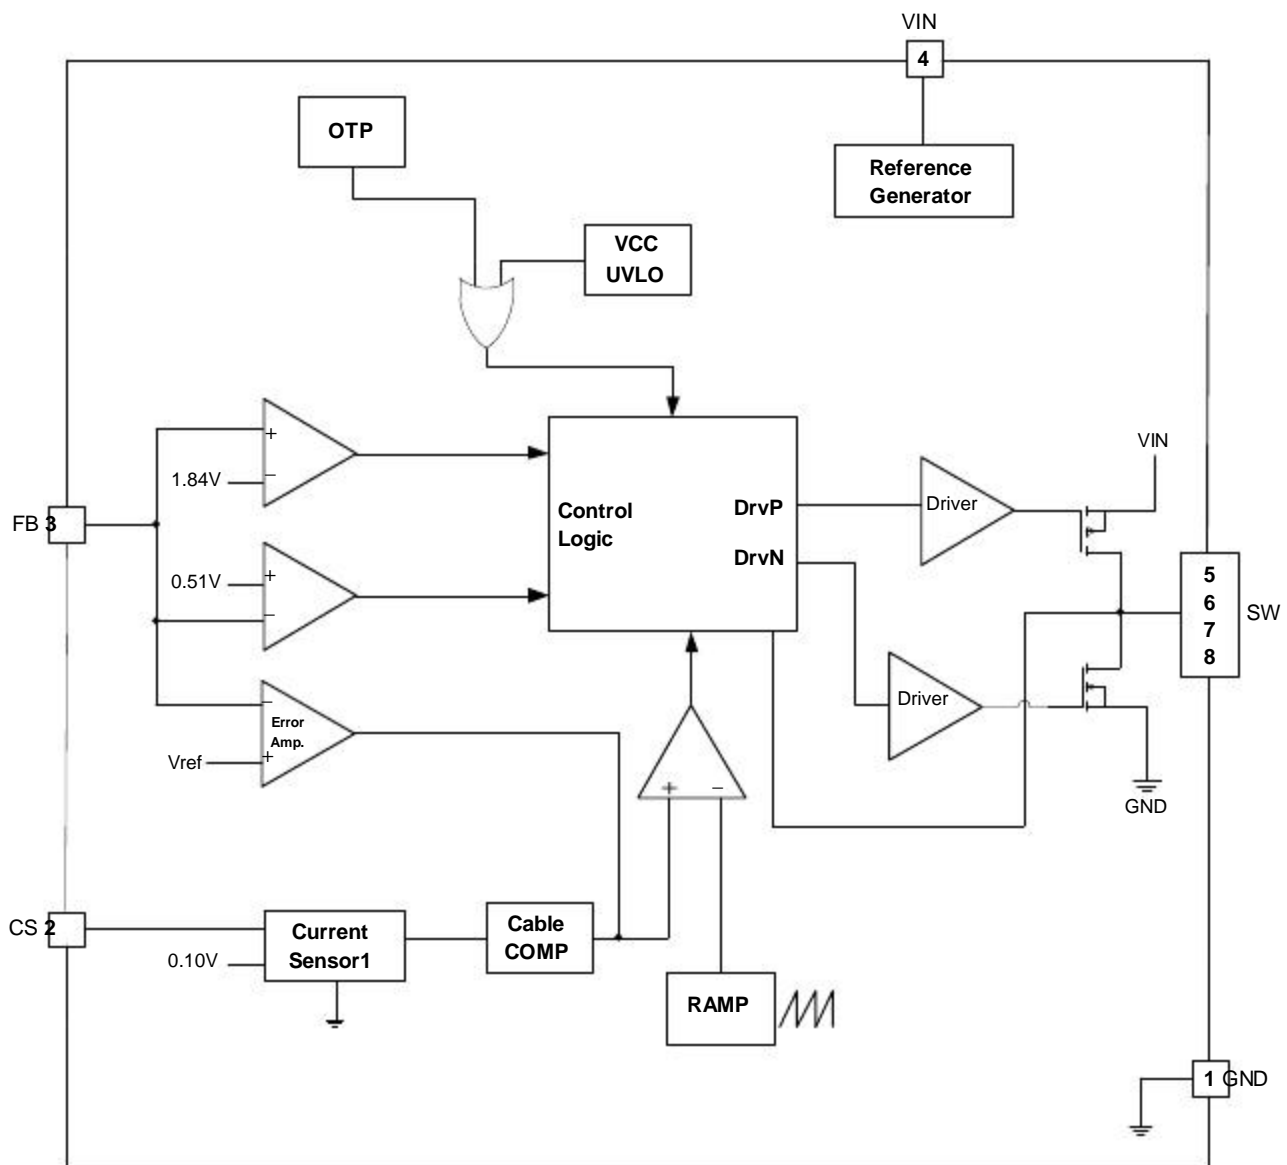 VIN
4
OTP
Reference
Generator
VCC
UVLO
+
1.84V
−
VIN
FB 3
Control
Logic
DrvP
DrvN
Driver
0.51V
+
−
5
6
7
8
SW
Driver
−
Error
Amp.
+
Vref
+
−
GND
CS 2
0.10V
Current
Sensor1
Cable
COMP
RAMP
1 GND